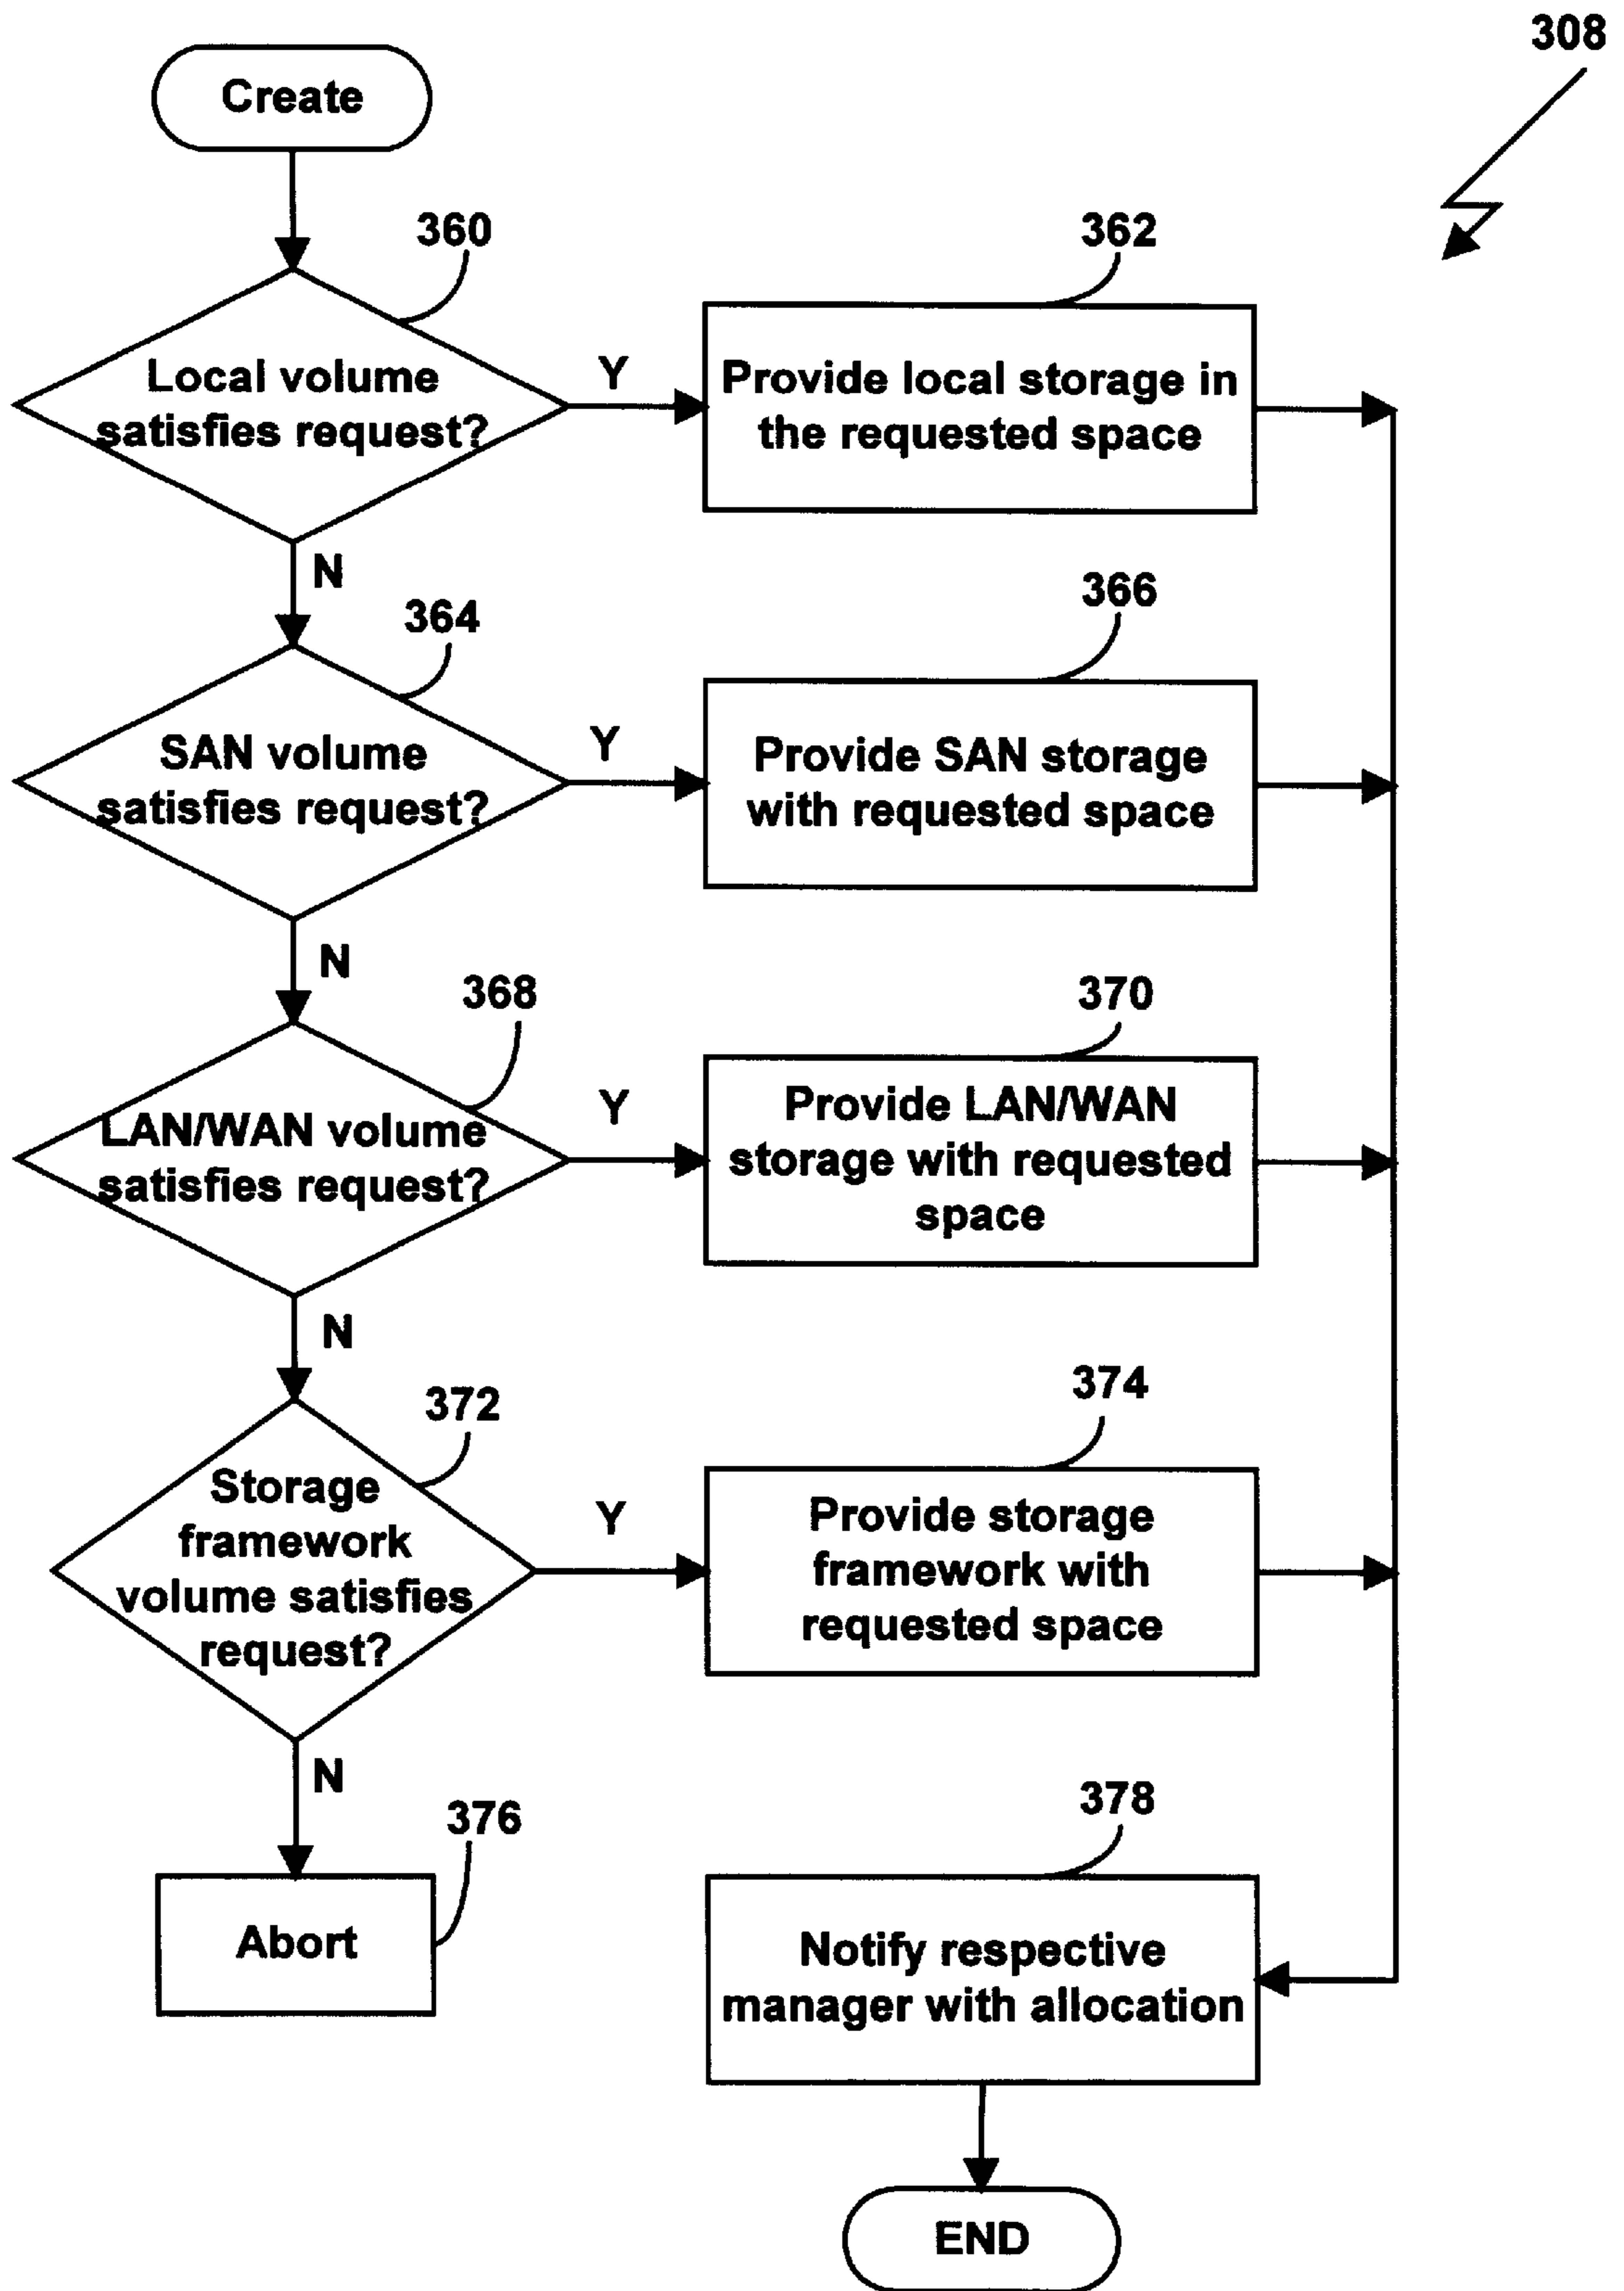 308
Create
360
362
Local volume
satisfies request?
Y
Provide local storage in
the requested space
N
364
366
SAN volume
satisfies request?
Y
Provide SAN storage
with requested space
N
368
370
LAN/WAN volume
satisfies request?
Y
Provide LAN/WAN
storage with requested
space
N
372
374
Storage
framework
volume satisfies
request?
Y
Provide storage
framework with
requested space
N
376
378
Abort
Notify respective
manager with allocation
END